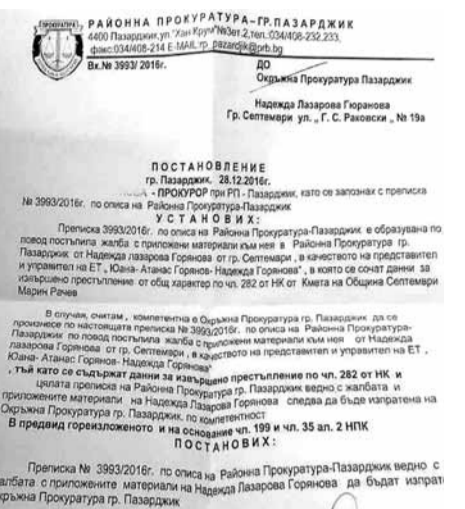 ПРОКУРАТУРА
РАЙОННА ПРОКУРАТУРА–ГР.ПАЗАРДЖИК
4400 Пазарджик,ул."Хан Крум"№3ет.2,тел.:034/408-232,233,
факс:034/408-214 E-MAIL:rp_pazardjik@prb.bg
Вх.№ 3993/ 2016г.
ДО
Окръжна Прокуратура Пазарджик
Надежда Лазарова Гюранова
Гр. Септември ул. „ Г. С. Раковски „ № 19а
ПОСТАНОВЛЕНИЕ
гр. Пазарджик, 28.12.2016г.
- ПРОКУРОР при РП - Пазарджик, като се запознах с преписка
№ 3993/2016г. по описа на Районна Прокуратура-Пазарджик
УСТАНОВИХ:
Преписка 3993/2016г. по описа на Районна Прокуратура-Пазарджик е образувана по
повод постъпила жалба с приложени материали към нея в Районна Прокуратура гр.
Пазарджик от Надежда Лазарова Горянова от гр. Септември , в качеството на представител
и управител на ЕТ „ Юана- Атанас Горянов- Надежда Горянова", в която се сочат данни за
извършено престъпление от общ характер по чл. 282 от НК от Кмета на Община Септември
Марин Рачев
В случая, считам , компетентна е Окръжна Прокуратура гр. Пазарджик да се
произнесе по настоящата преписка № 3993/2016г. по описа на Районна Прокуратура-
Пазарджик по повод постъпила жалба с приложени материали към нея от Надежда
лазарова Горянова от гр. Септември , в качеството на представител и управител на ЕТ „
Юана- Атанас Горянов- Надежда Горянова"
, тъй като се съдържат данни за извършено престъпление по чл. 282 от НК и
цялата преписка на Районна Прокуратура гр. Пазарджик ведно с жалбата и
приложените материали на Надежда Лазарова Горянова следва да бъде изпратена на
Окръжна Прокуратура гр. Пазарджик, по компетентност
В предвид гореизложеното и на основание чл. 199 и чл. 35 ал. 2 НПК
ПОСТАНОВИХ:
Преписка № 3993/2016г. по описа на Районна Прокуратура-Пазарджик ведно с
албата с приложените материали на Надежда Лазарова Горянова да бъдат изпрат
кръжна Прокуратура гр. Пазарджик